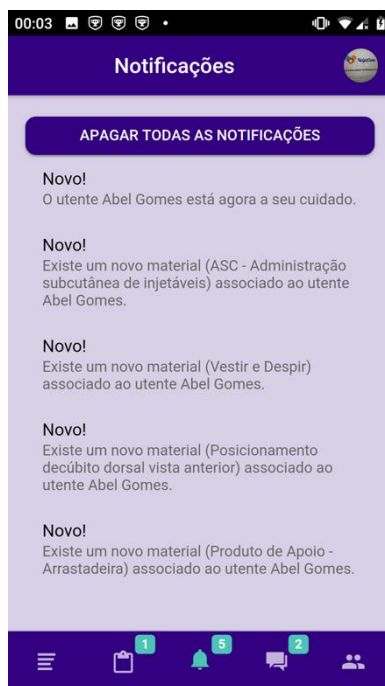 00:03
Notificações
APAGAR TODAS AS NOTIFICAÇÕES
Novo!
O utente Abel Gomes está agora a seu cuidado.
Novo!
Existe um novo material (ASC - Administração
subcutânea de injetáveis) associado ao utente
Abel Gomes.
Novo!
Existe um novo material (Vestir e Despir)
associado ao utente Abel Gomes.
Novo!
Existe um novo material (Posicionamento
decúbito dorsal vista anterior) associado ao
utente Abel Gomes.
Novo!
Existe um novo material (Produto de Apoio -
Arrastadeira) associado ao utente Abel Gomes.
1
5
2